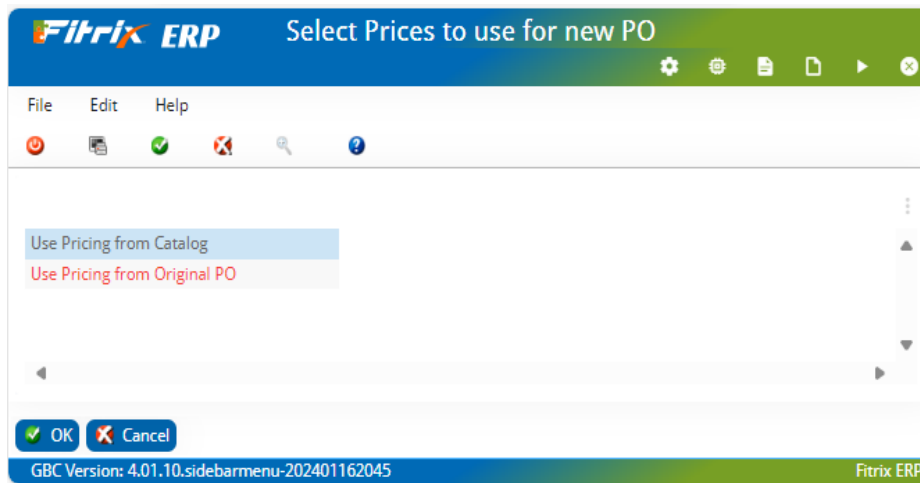 Fitrix ERP
Select Prices to use for new PO
File Edit Help
Use Pricing from Catalog
Use Pricing from Original PO
OK Cancel
GBC Version: 4.01.10.sidebarmenu-202401162045 Fitrix ERP